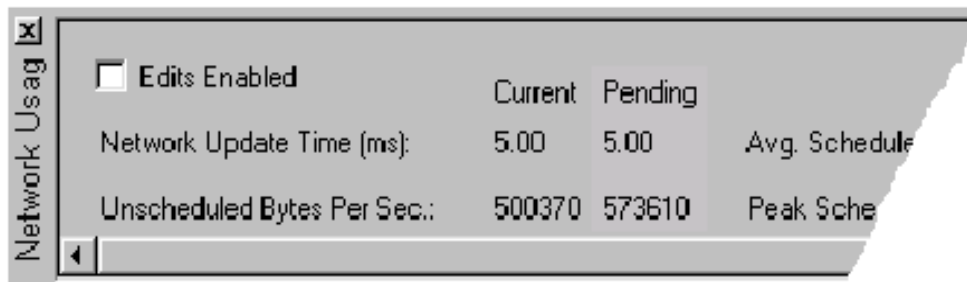 Network Usag
Edits Enabled
Current Pending
Network Update Time (ms): 5.00 5.00 Avg. Schedule
Unscheduled Bytes Per Sec.: 500370 573610 Peak Sche